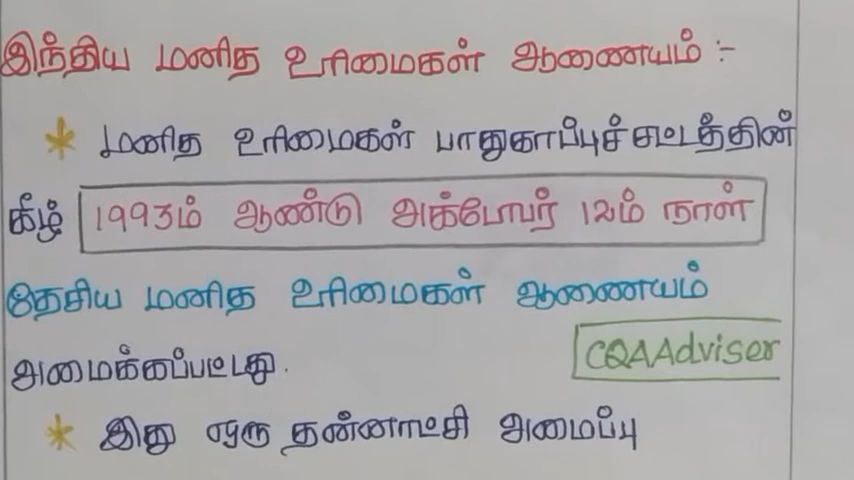 இந்திய மனித உரிமைகள் ஆணையம் :-
* மனித உரிமைகள் பாதுகாப்புச் சட்டத்தின்
கீழ் 1993ம் ஆண்டு அக்டோபர் 12ம் நாள்
தேசிய மனித உரிமைகள் ஆணையம்
அமைக்கப்பட்டது.
CQAAdviser
* இது ஒரு தன்னாட்சி அமைப்பு